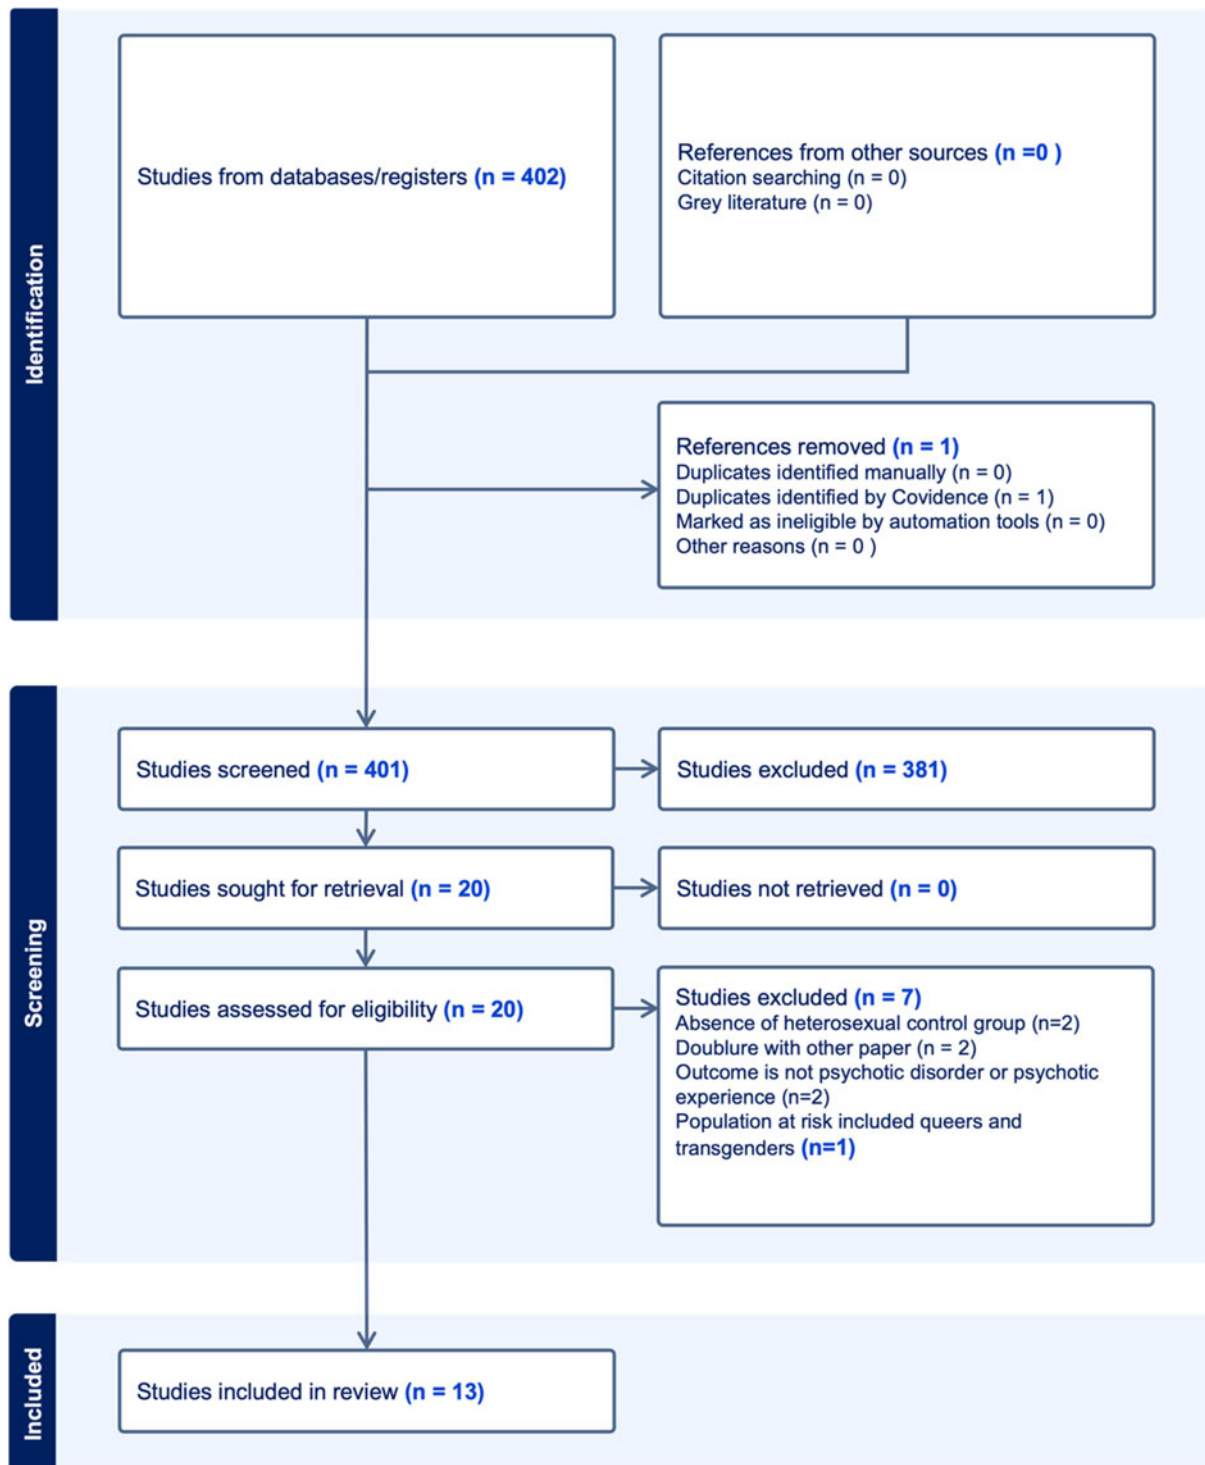 Identification
Studies from databases/registers (n = 402)
References from other sources (n =0 )
Citation searching (n = 0)
Grey literature (n = 0)
References removed (n = 1)
Duplicates identified manually (n = 0)
Duplicates identified by Covidence (n = 1)
Marked as ineligible by automation tools (n = 0)
Other reasons (n = 0 )
Screening
Studies screened (n = 401)
Studies excluded (n = 381)
Studies sought for retrieval (n = 20)
Studies not retrieved (n = 0)
Studies assessed for eligibility (n = 20)
Studies excluded (n = 7)
Absence of heterosexual control group (n=2)
Doublure with other paper (n = 2)
Outcome is not psychotic disorder or psychotic
experience (n=2)
Population at risk included queers and
transgenders (n=1)
Included
Studies included in review (n = 13)